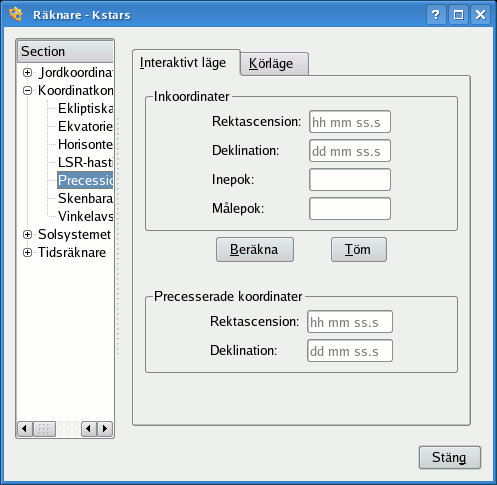 Räknare - Kstars
Section
Jordkoordinat
Koordinatkon
Ekliptiska
Ekvatorie
Horisonte
LSR-hasti
Precessio
Skenbara
Vinkelavs
Solsystemet
Tidsräknare
Interaktivt läge
Körläge
Inkoordinater
Rektascension: hh mm ss.s
Deklination: dd mm ss.s
Inepok:
Målepok:
Beräkna
Töm
Precesserade koordinater
Rektascension: hh mm ss.s
Deklination: dd mm ss.s
Stäng